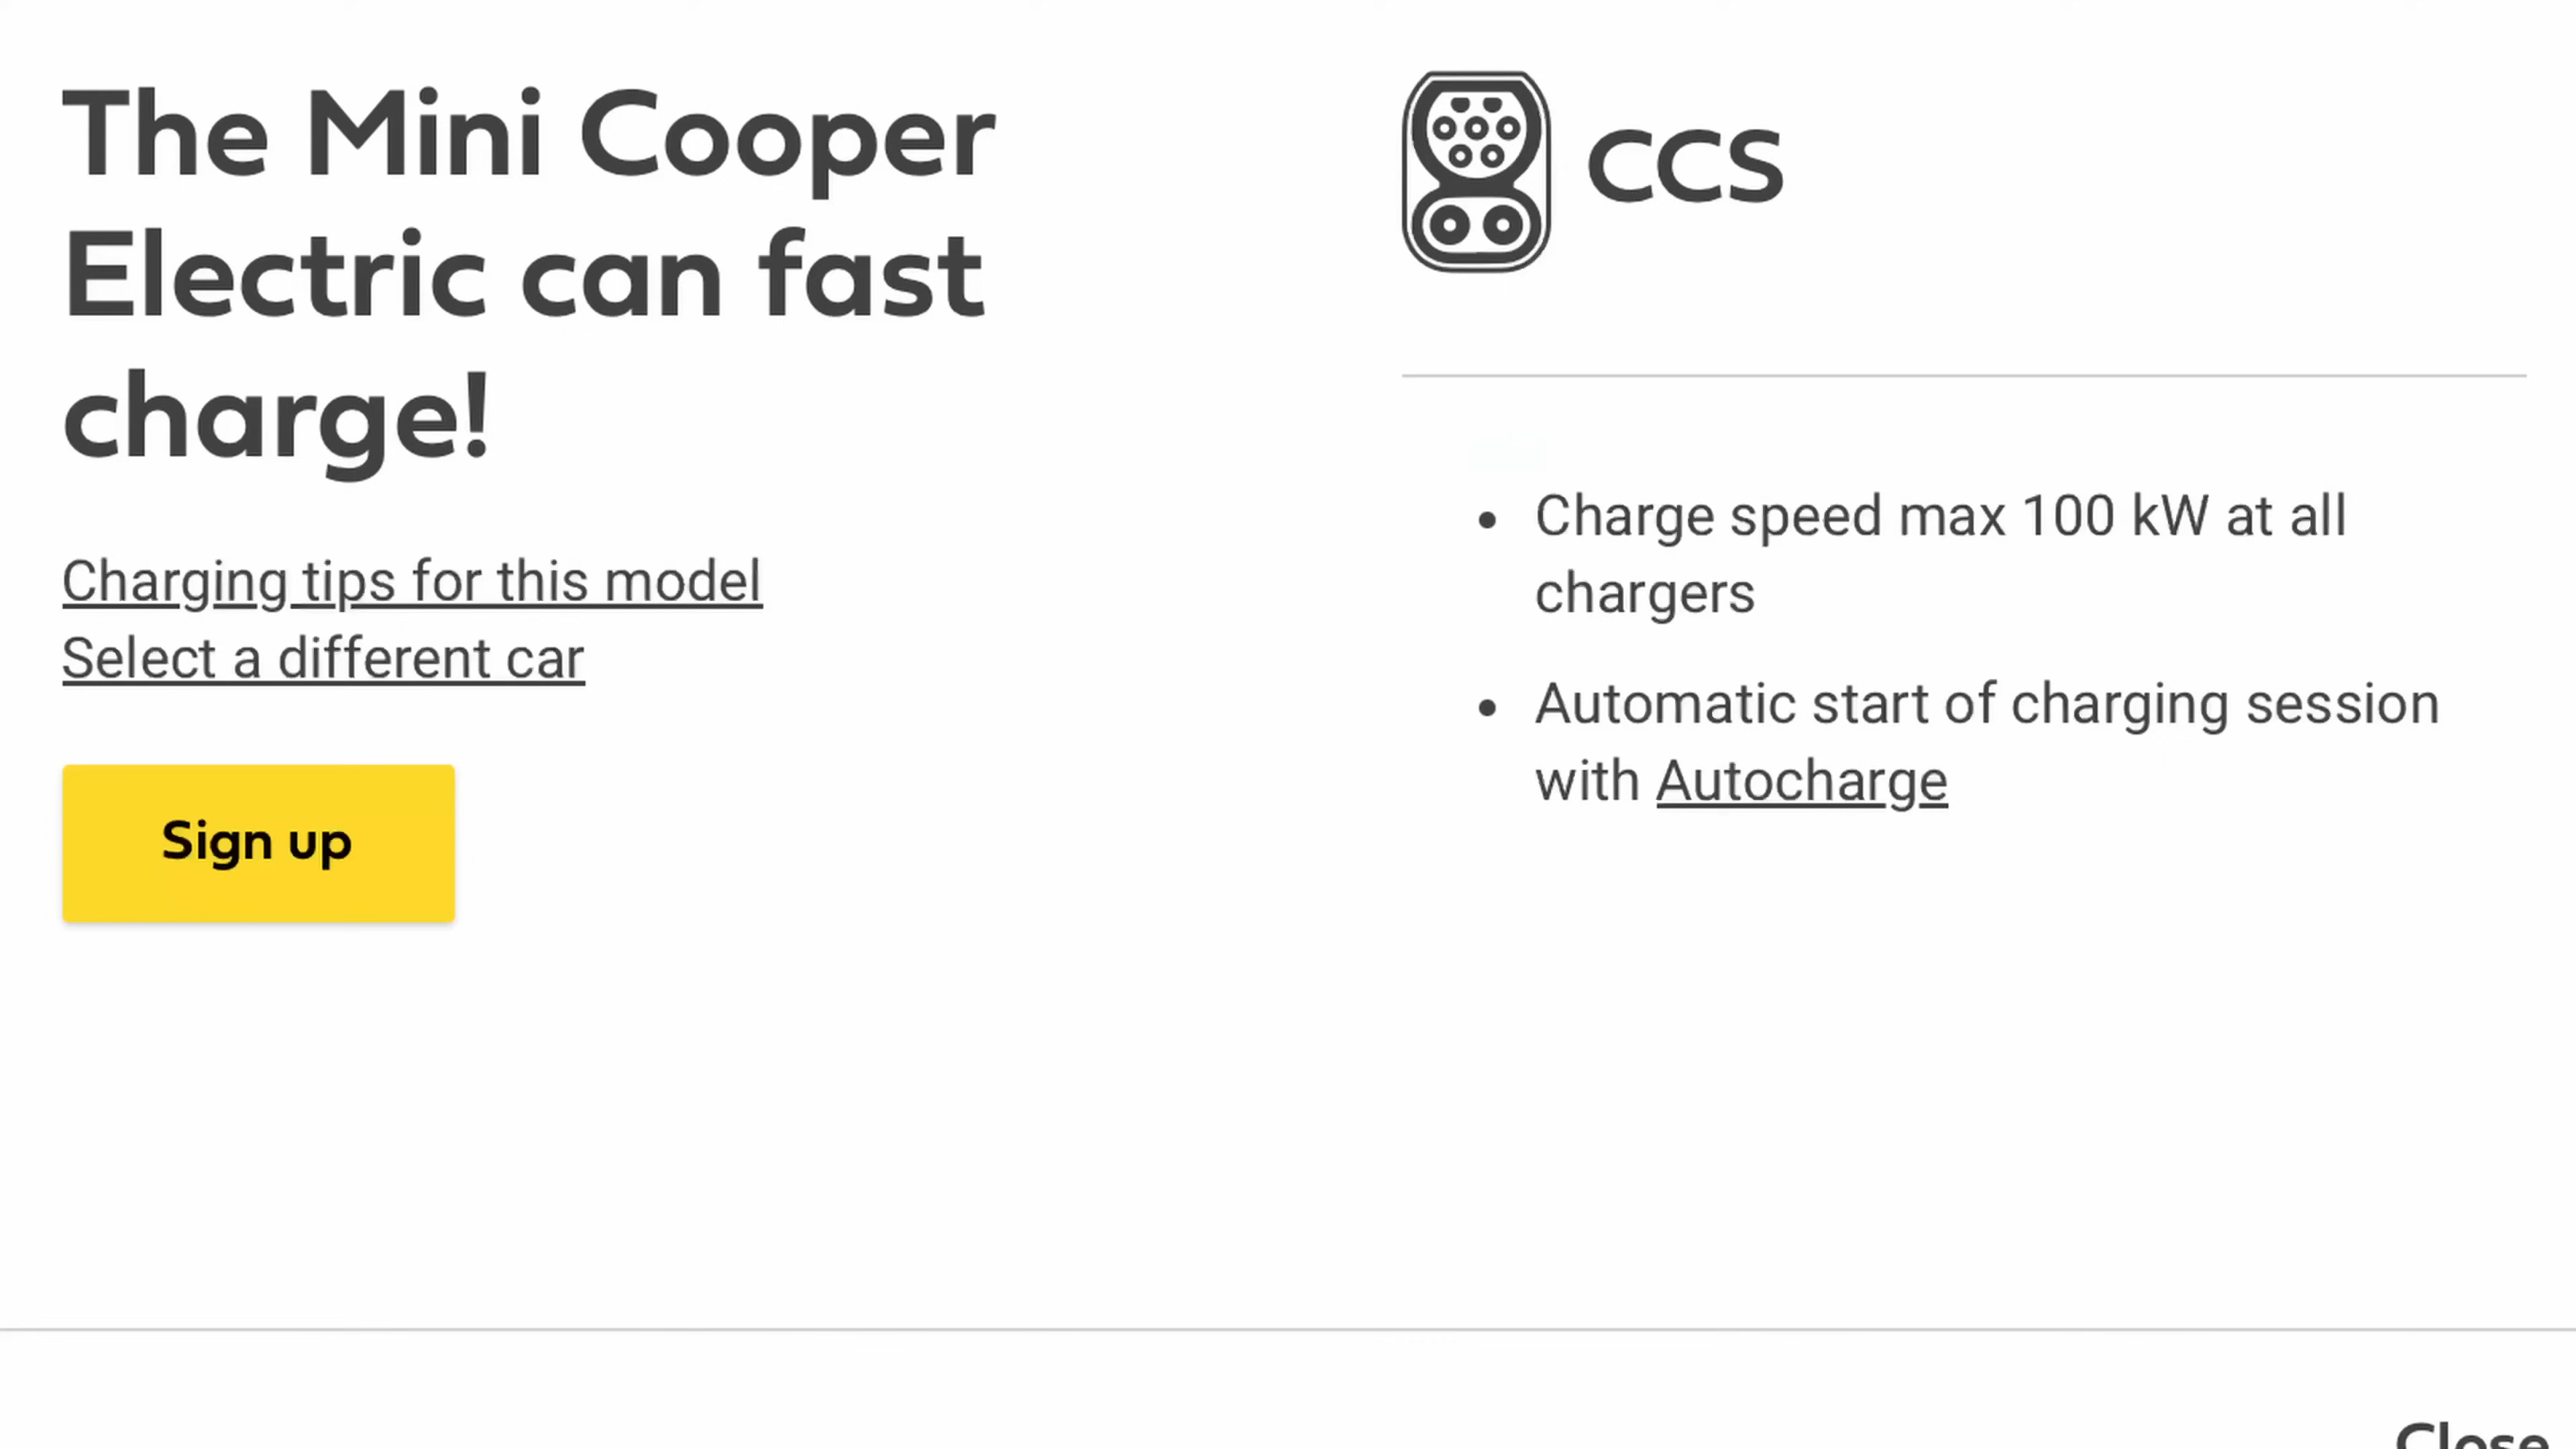 The Mini Cooper
Electric can fast
charge!
Charging tips for this model
Select a different car
Sign up
CCS
Charge speed max 100 kW at all
chargers
Automatic start of charging session
with Autocharge
Close